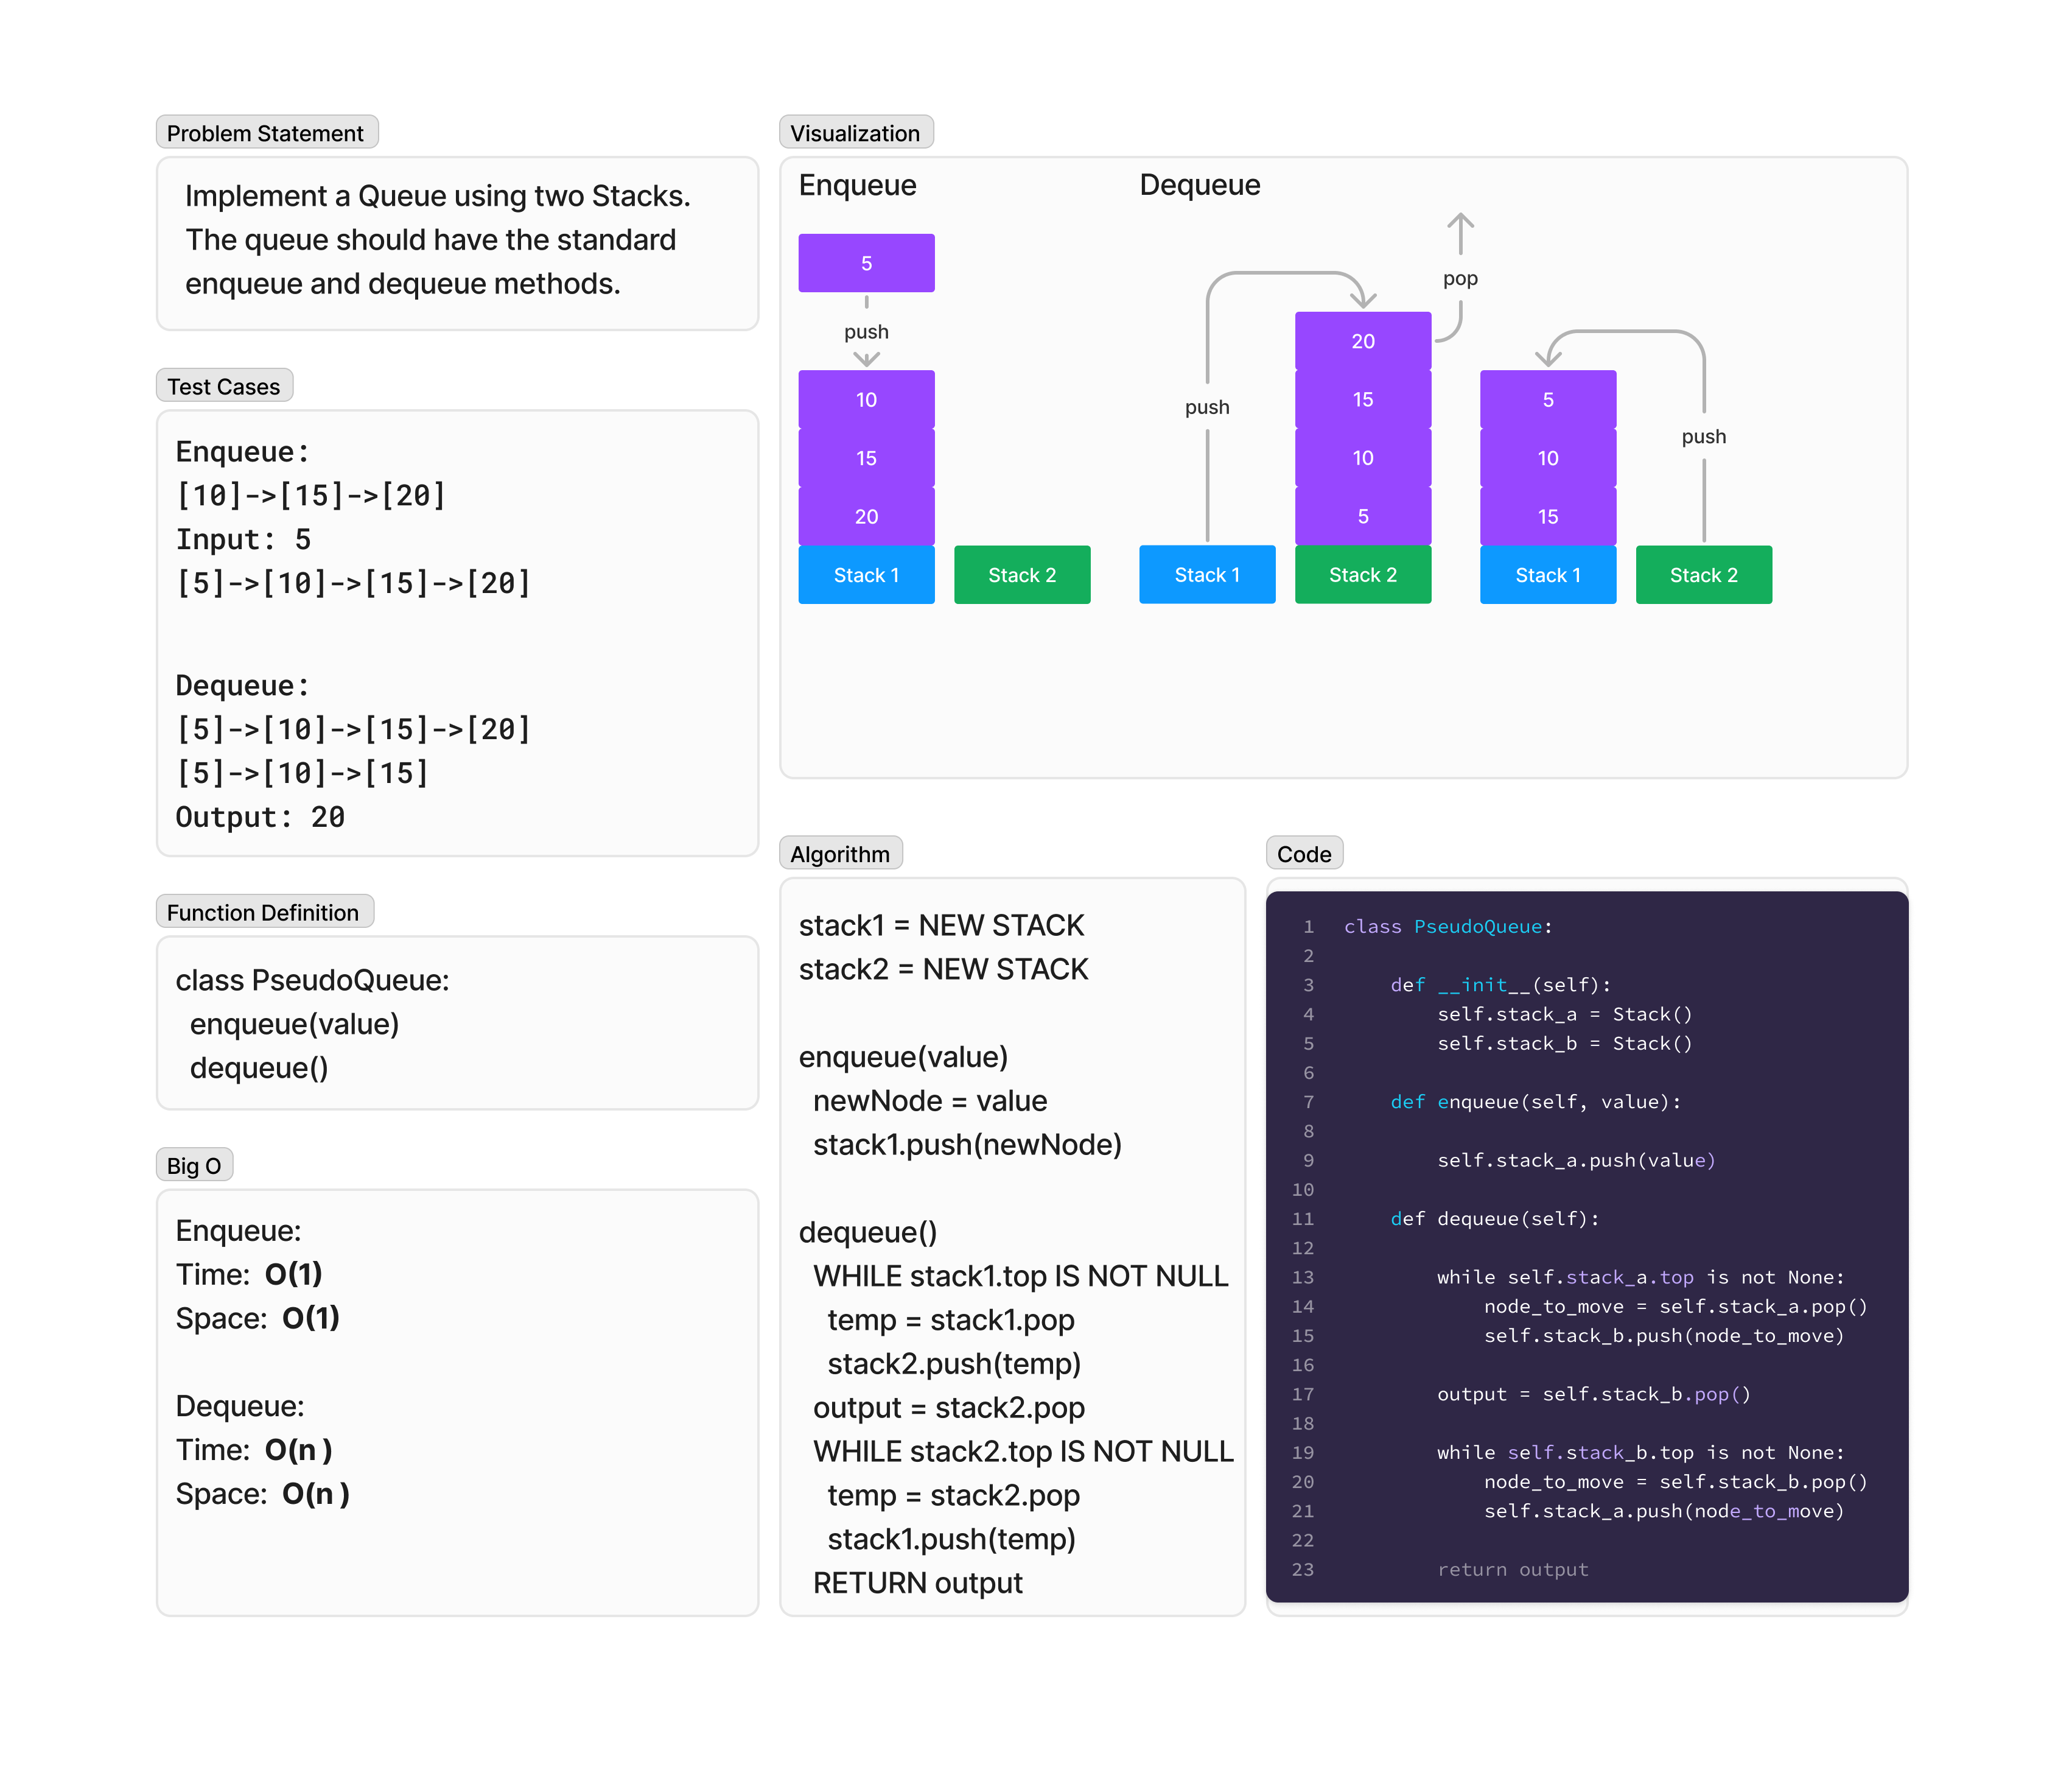 Problem Statement
Implement a Queue using two Stacks.
The queue should have the standard
enqueue and dequeue methods.
Test Cases
Enqueue:
[10]->[15]->[20]
Input: 5
[5]->[10]->[15]->[20]
Dequeue:
[5]->[10]->[15]->[20]
[5]->[10]->[15]
Output: 20
Function Definition
class PseudoQueue:
enqueue(value)
dequeue()
Big O
Enqueue:
Time: O(1)
Space: O(1)
Dequeue:
Time: O(n )
Space: O(n )
Visualization
Enqueue
5
push
10
15
20
Stack 1
Stack 2
Dequeue
push
pop
20
15
10
5
Stack 1
Stack 2
5
10
15
push
Stack 1
Stack 2
Algorithm
stack1 = NEW STACK
stack2 = NEW STACK
enqueue(value)
newNode = value
stack1.push(newNode)
dequeue()
WHILE stack1.top IS NOT NULL
temp = stack1.pop
stack2.push(temp)
output = stack2.pop
WHILE stack2.top IS NOT NULL
temp = stack2.pop
stack1.push(temp)
RETURN output
Code
1 class PseudoQueue:
2
3 def __init__(self):
4 self.stack_a = Stack()
5 self.stack_b = Stack()
6
7 def enqueue(self, value):
8
9 self.stack_a.push(value)
10
11 def dequeue(self):
12
13 while self.stack_a.top is not None:
14 node_to_move = self.stack_a.pop()
15 self.stack_b.push(node_to_move)
16
17 output = self.stack_b.pop()
18
19 while self.stack_b.top is not None:
20 node_to_move = self.stack_b.pop()
21 self.stack_a.push(node_to_move)
22
23 return output